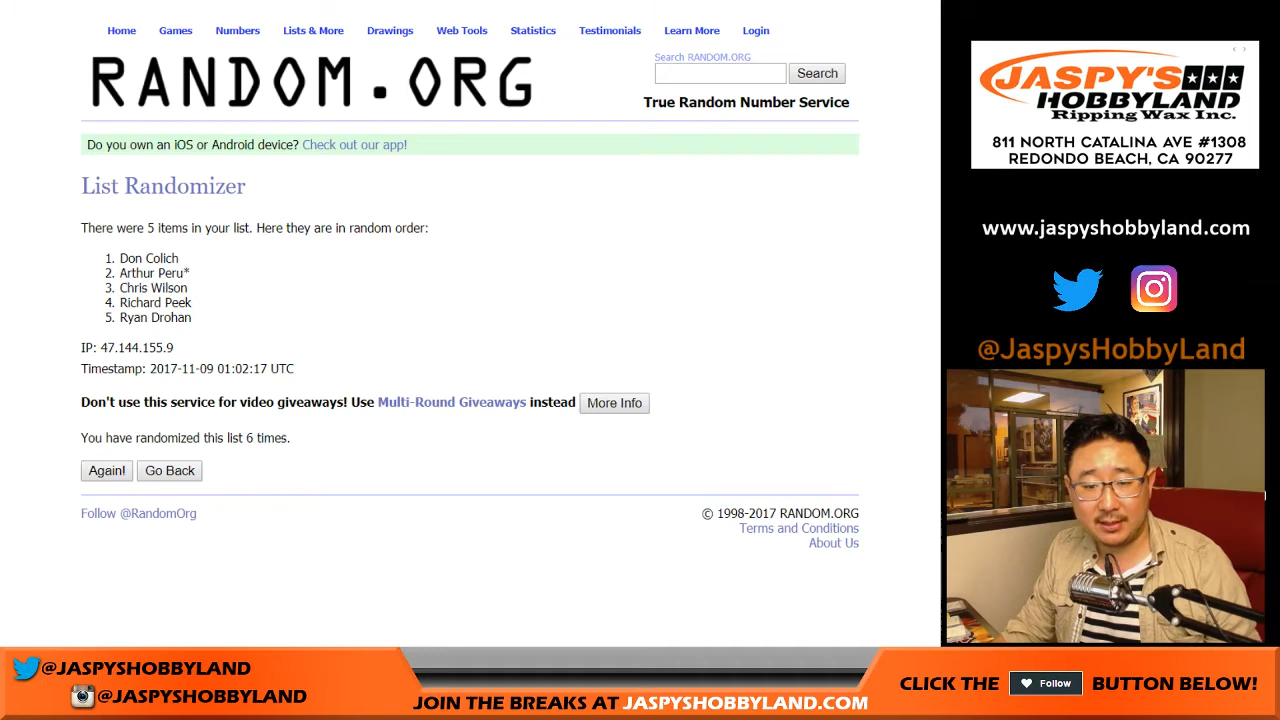 Home Games Numbers Lists & More Drawings Web Tools Statistics Testimonials Learn More Login
RANDOM.ORG
Search RANDOM.ORG
Search
True Random Number Service
Do you own an iOS or Android device? Check out our app!
List Randomizer
There were 5 items in your list. Here they are in random order:
1. Don Colich
2. Arthur Peru*
3. Chris Wilson
4. Richard Peek
5. Ryan Drohan
IP: 47.144.155.9
Timestamp: 2017-11-09 01:02:17 UTC
Don't use this service for video giveaways! Use Multi-Round Giveaways instead More Info
You have randomized this list 6 times.
Again! Go Back
Follow @RandomOrg
© 1998-2017 RANDOM.ORG
Terms and Conditions
About Us
JASPY'S
HOBBYLAND
Ripping Wax Inc.
811 NORTH CATALINA AVE #1308
REDONDO BEACH, CA 90277
www.jaspyshobbyland.com
@JaspysHobbyLand
@JASPYSHOBBYLAND
@JASPYSHOBBYLAND
JOIN THE BREAKS AT JASPYSHOBBYLAND.COM
CLICK THE Follow BUTTON BELOW!